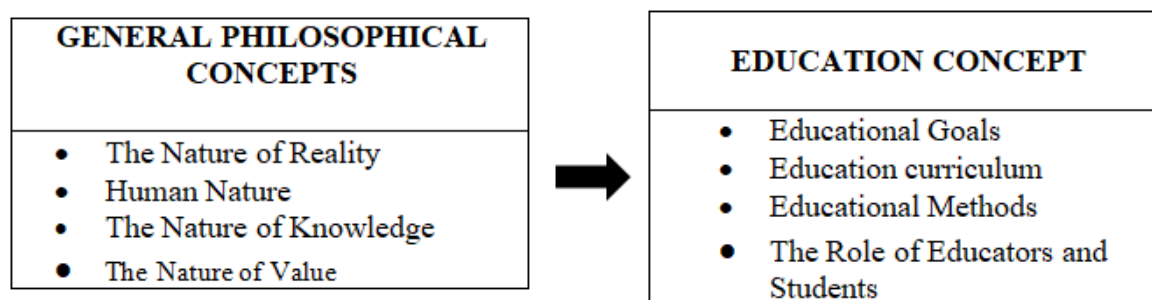 GENERAL PHILOSOPHICAL
CONCEPTS
• The Nature of Reality
• Human Nature
• The Nature of Knowledge
• The Nature of Value
EDUCATION CONCEPT
• Educational Goals
• Education curriculum
• Educational Methods
• The Role of Educators and
Students